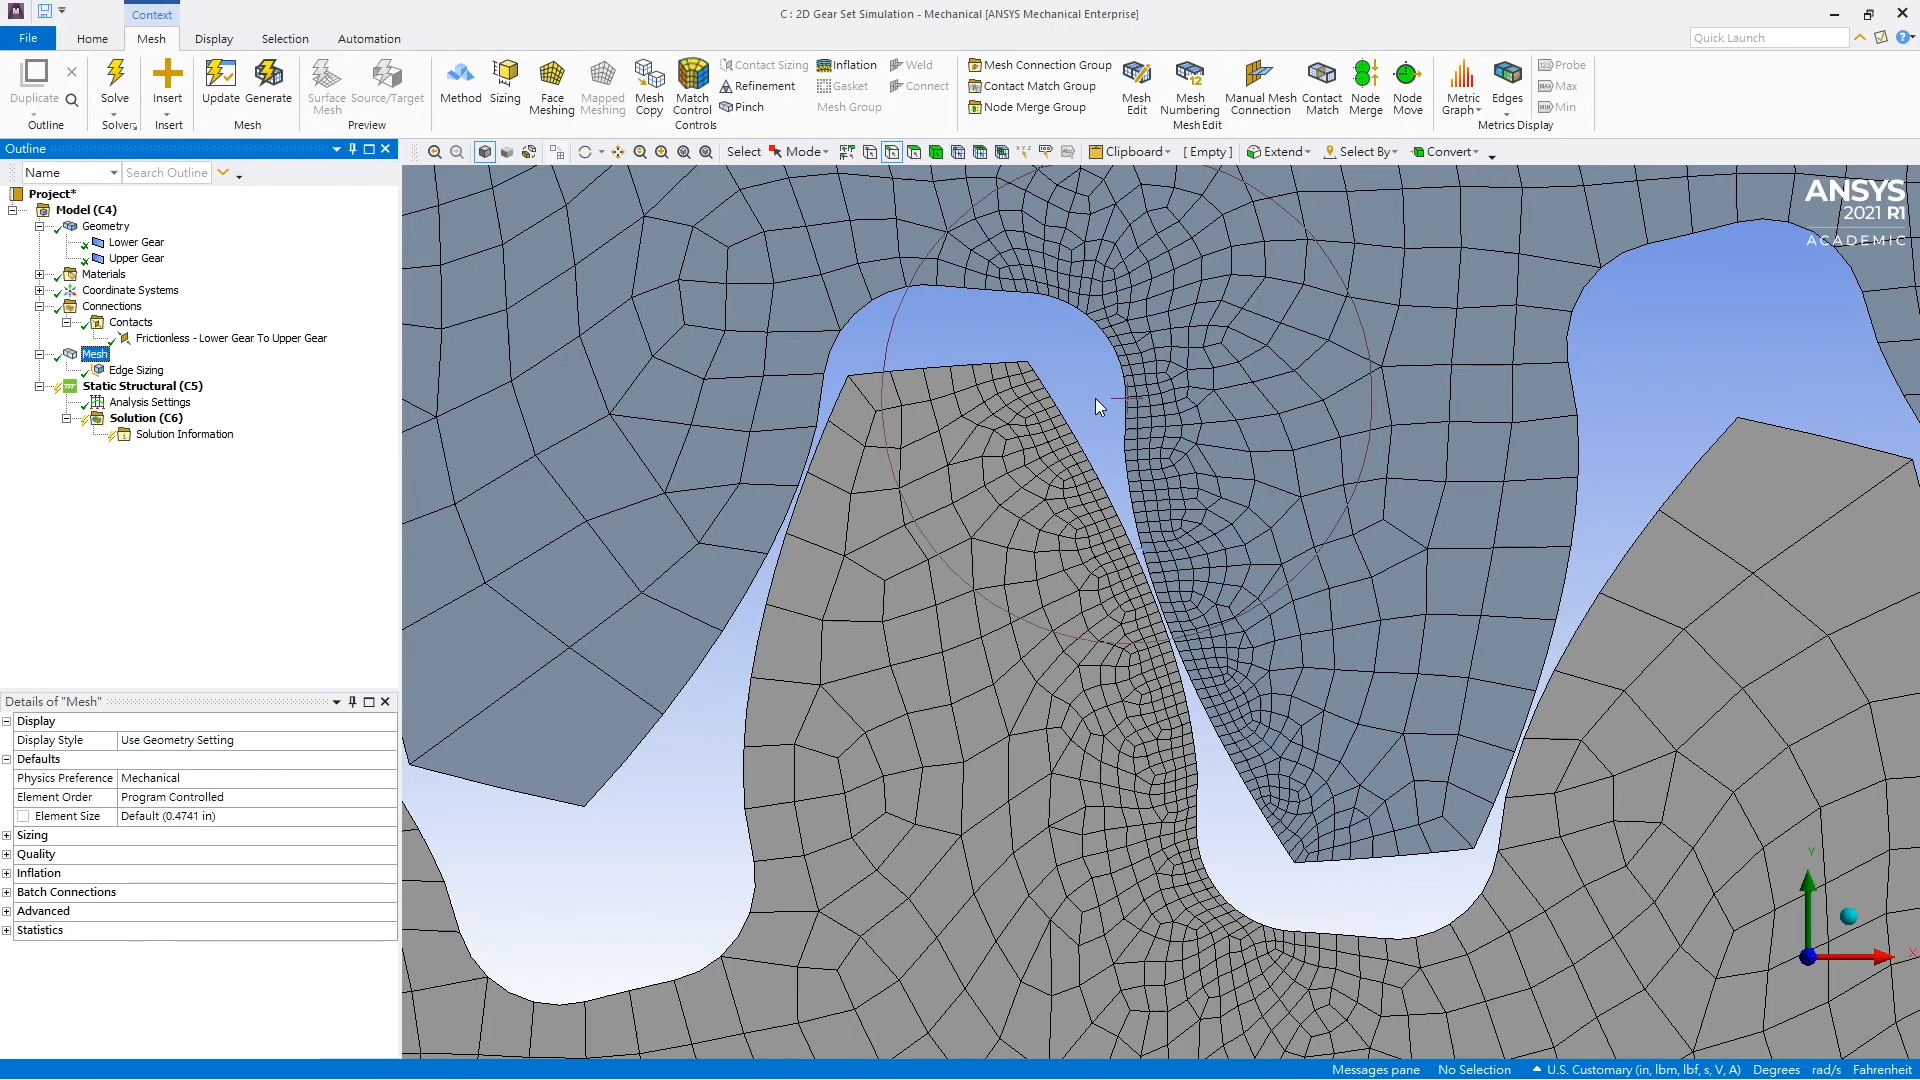 Context
C : 2D Gear Set Simulation - Mechanical [ANSYS Mechanical Enterprise]
File Home Mesh Display Selection Automation
Quick Launch
Duplicate
Outline
Solve
Solver
Insert
Insert
Update Generate
Mesh
Surface Mesh Source/Target
Preview
Method Sizing Face Meshing Mapped Meshing Mesh Copy Match Control
Contact Sizing Inflation Weld
Refinement Gasket Connect
Pinch Mesh Group
Controls
Mesh Connection Group
Contact Match Group
Node Merge Group
Mesh Edit Mesh Numbering Manual Mesh Connection Contact Match Node Merge Node Move
Mesh Edit
Metric Graph Edges
Probe
Max
Min
Metrics Display
Outline
Name Search Outline
Select Mode Clipboard [ Empty ] Extend Select By Convert
Project*
Model (C4)
Geometry
Lower Gear
Upper Gear
Materials
Coordinate Systems
Connections
Contacts
Frictionless - Lower Gear To Upper Gear
Mesh
Edge Sizing
Static Structural (C5)
Analysis Settings
Solution (C6)
Solution Information
ANSYS
2021 R1
ACADEMIC
Details of "Mesh"
Display
Display Style Use Geometry Setting
Defaults
Physics Preference Mechanical
Element Order Program Controlled
Element Size Default (0.4741 in)
Sizing
Quality
Inflation
Batch Connections
Advanced
Statistics
Y
X
Messages pane No Selection U.S. Customary (in, lbm, lbf, s, V, A) Degrees rad/s Fahrenheit